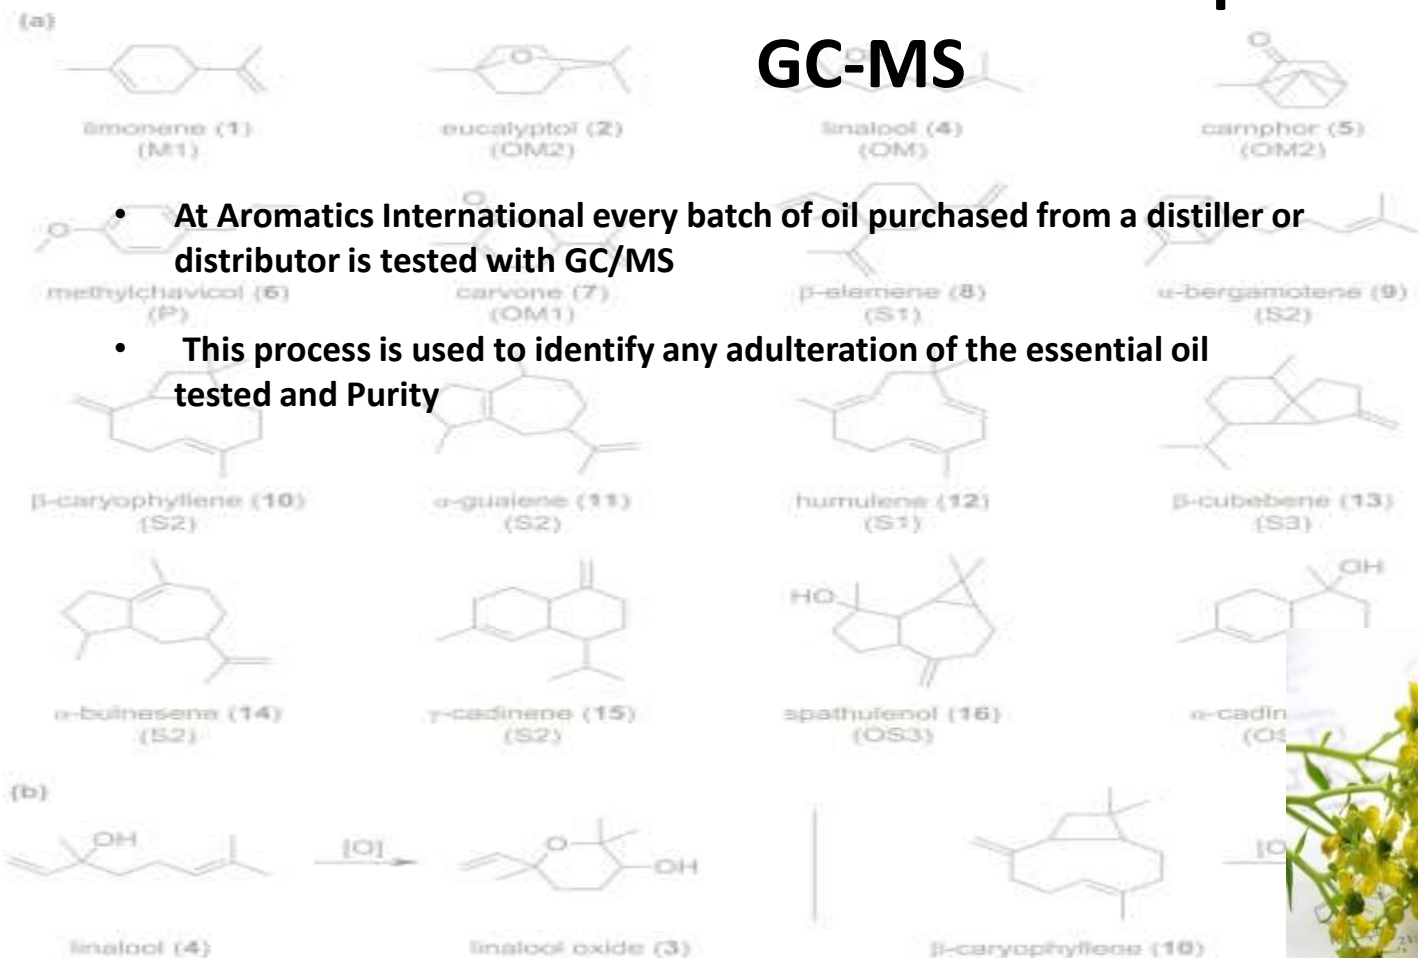 (a)
GC-MS
limonene (1)
(M1)
eucalyptol (2)
(OM2)
linalool (4)
(OM)
camphor (5)
(OM2)
• At Aromatics International every batch of oil purchased from a distiller or
distributor is tested with GC/MS
methylchavicol (6)
(P)
carvone (7)
(OM1)
β-elemene (8)
(S1)
α-bergamotene (9)
(S2)
• This process is used to identify any adulteration of the essential oil
tested and Purity
β-caryophyllene (10)
(S2)
α-guaiene (11)
(S2)
humulene (12)
(S1)
β-cubebene (13)
(S3)
OH
HO
α-bulnesene (14)
(S2)
γ-cadinene (15)
(S2)
spathulenol (16)
(OS3)
α-cadin
(OS
(b)
OH
[O]
O
OH
[O
linalool (4)
linalool oxide (3)
β-caryophyllene (10)